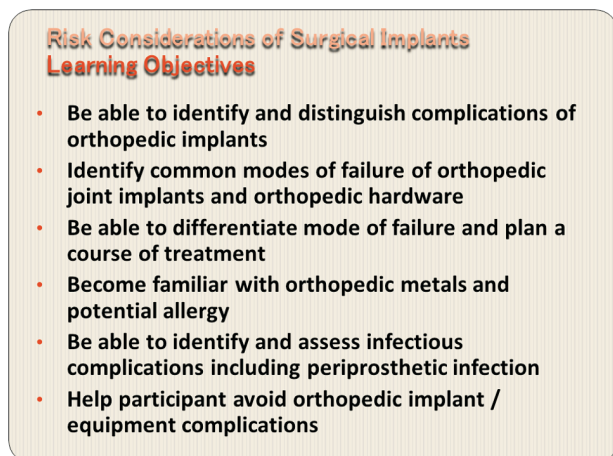 Risk Considerations of Surgical Implants
Learning Objectives
• Be able to identify and distinguish complications of
orthopedic implants
• Identify common modes of failure of orthopedic
joint implants and orthopedic hardware
• Be able to differentiate mode of failure and plan a
course of treatment
• Become familiar with orthopedic metals and
potential allergy
• Be able to identify and assess infectious
complications including periprosthetic infection
• Help participant avoid orthopedic implant /
equipment complications